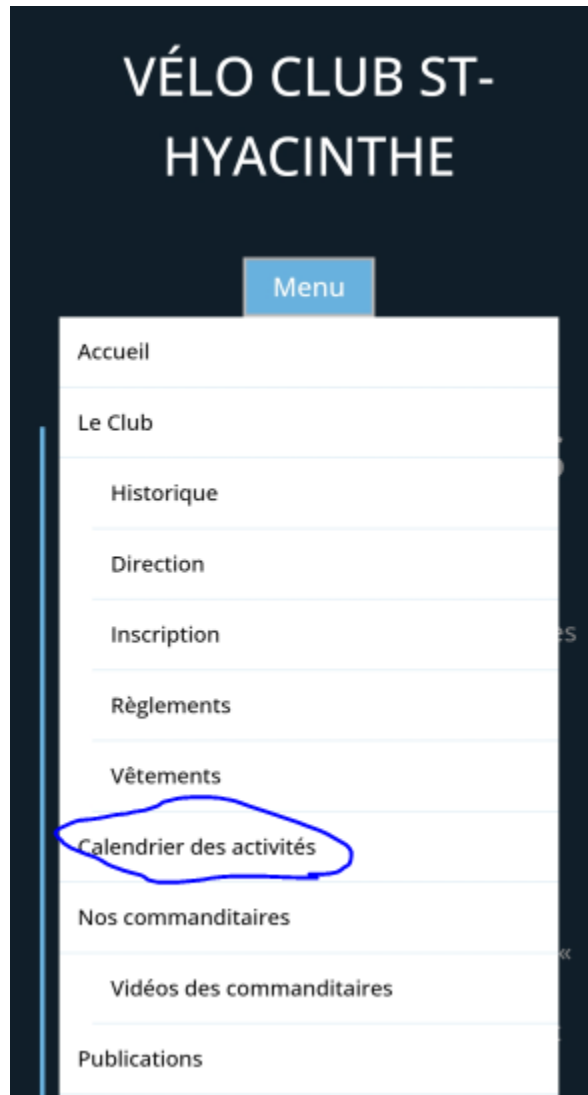 VÉLO CLUB ST-
HYACINTHE
Menu
Accueil
Le Club
Historique
Direction
Inscription
Règlements
Vêtements
Calendrier des activités
Nos commanditaires
«
Vidéos des commanditaires
Publications